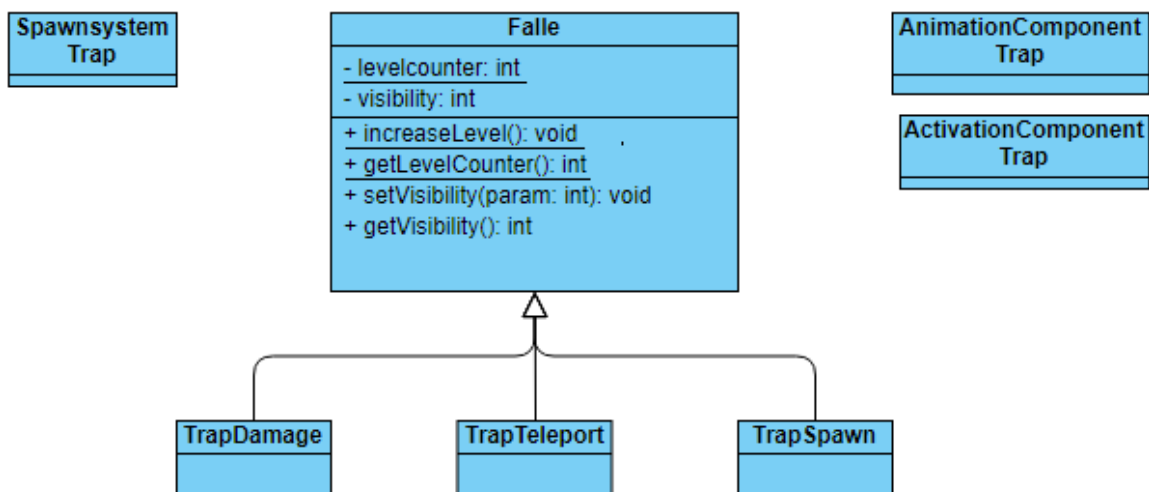 Spawnsystem
Trap
Falle
- levelcounter: int
- visibility: int
+ increaseLevel(): void
+ getLevelCounter(): int
+ setVisibility(param: int): void
+ getVisibility(): int
AnimationComponent
Trap
ActivationComponent
Trap
TrapDamage
TrapTeleport
TrapSpawn